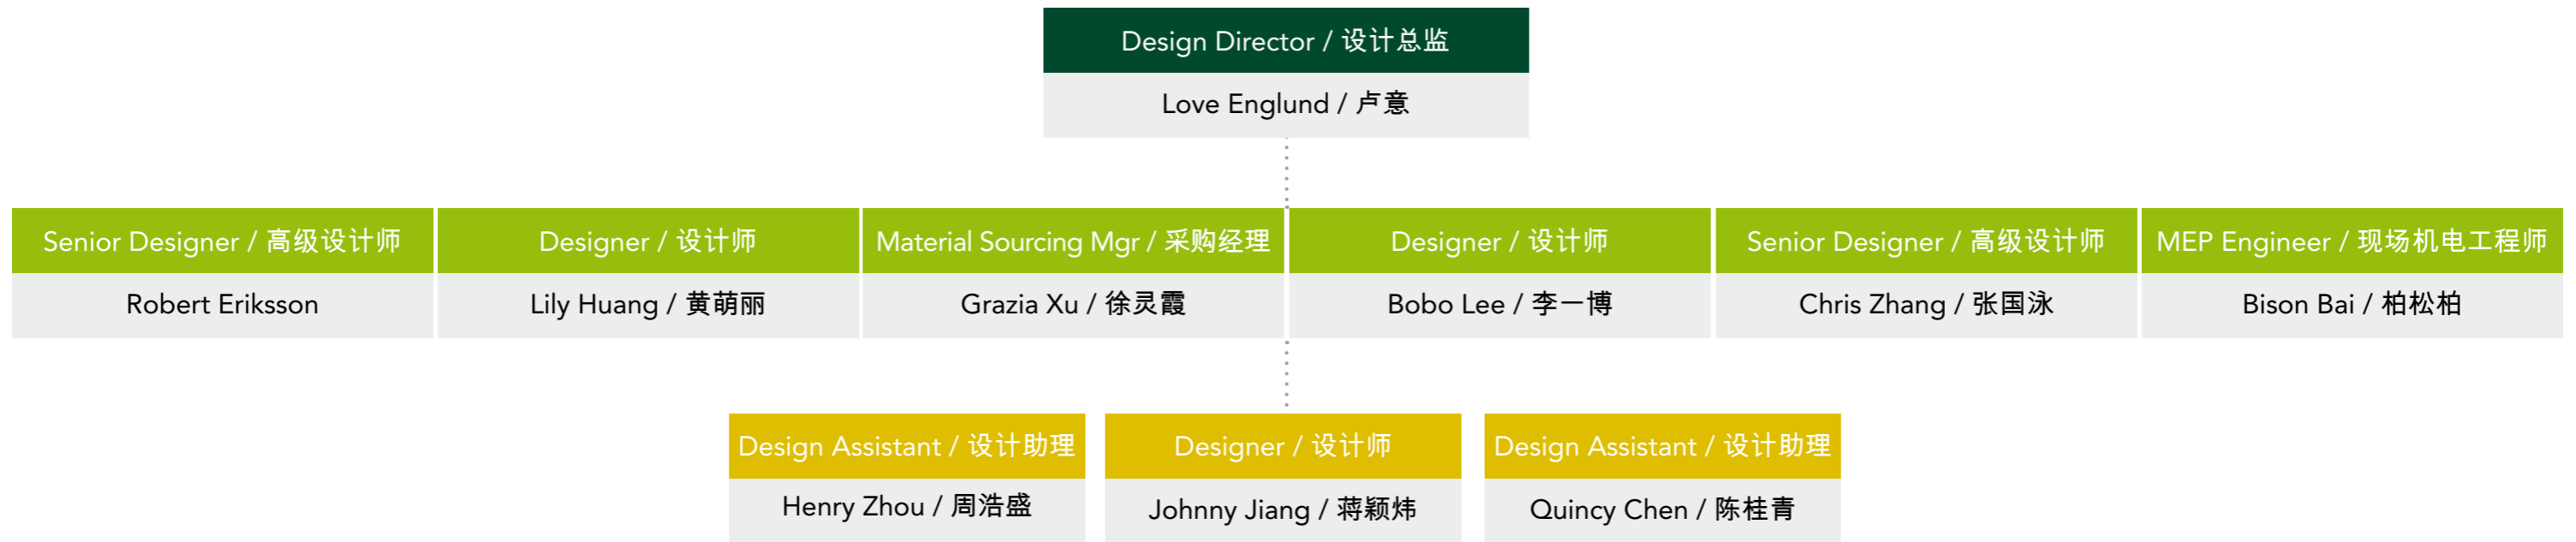 Design Director / 设计总监
Love Englund / 卢意
Senior Designer / 高级设计师
Robert Eriksson
Designer / 设计师
Lily Huang / 黄萌丽
Material Sourcing Mgr / 采购经理
Grazia Xu / 徐灵霞
Designer / 设计师
Bobo Lee / 李一博
Senior Designer / 高级设计师
Chris Zhang / 张国泳
MEP Engineer / 现场机电工程师
Bison Bai / 柏松柏
Design Assistant / 设计助理
Henry Zhou / 周浩盛
Designer / 设计师
Johnny Jiang / 蒋颖炜
Design Assistant / 设计助理
Quincy Chen / 陈桂青